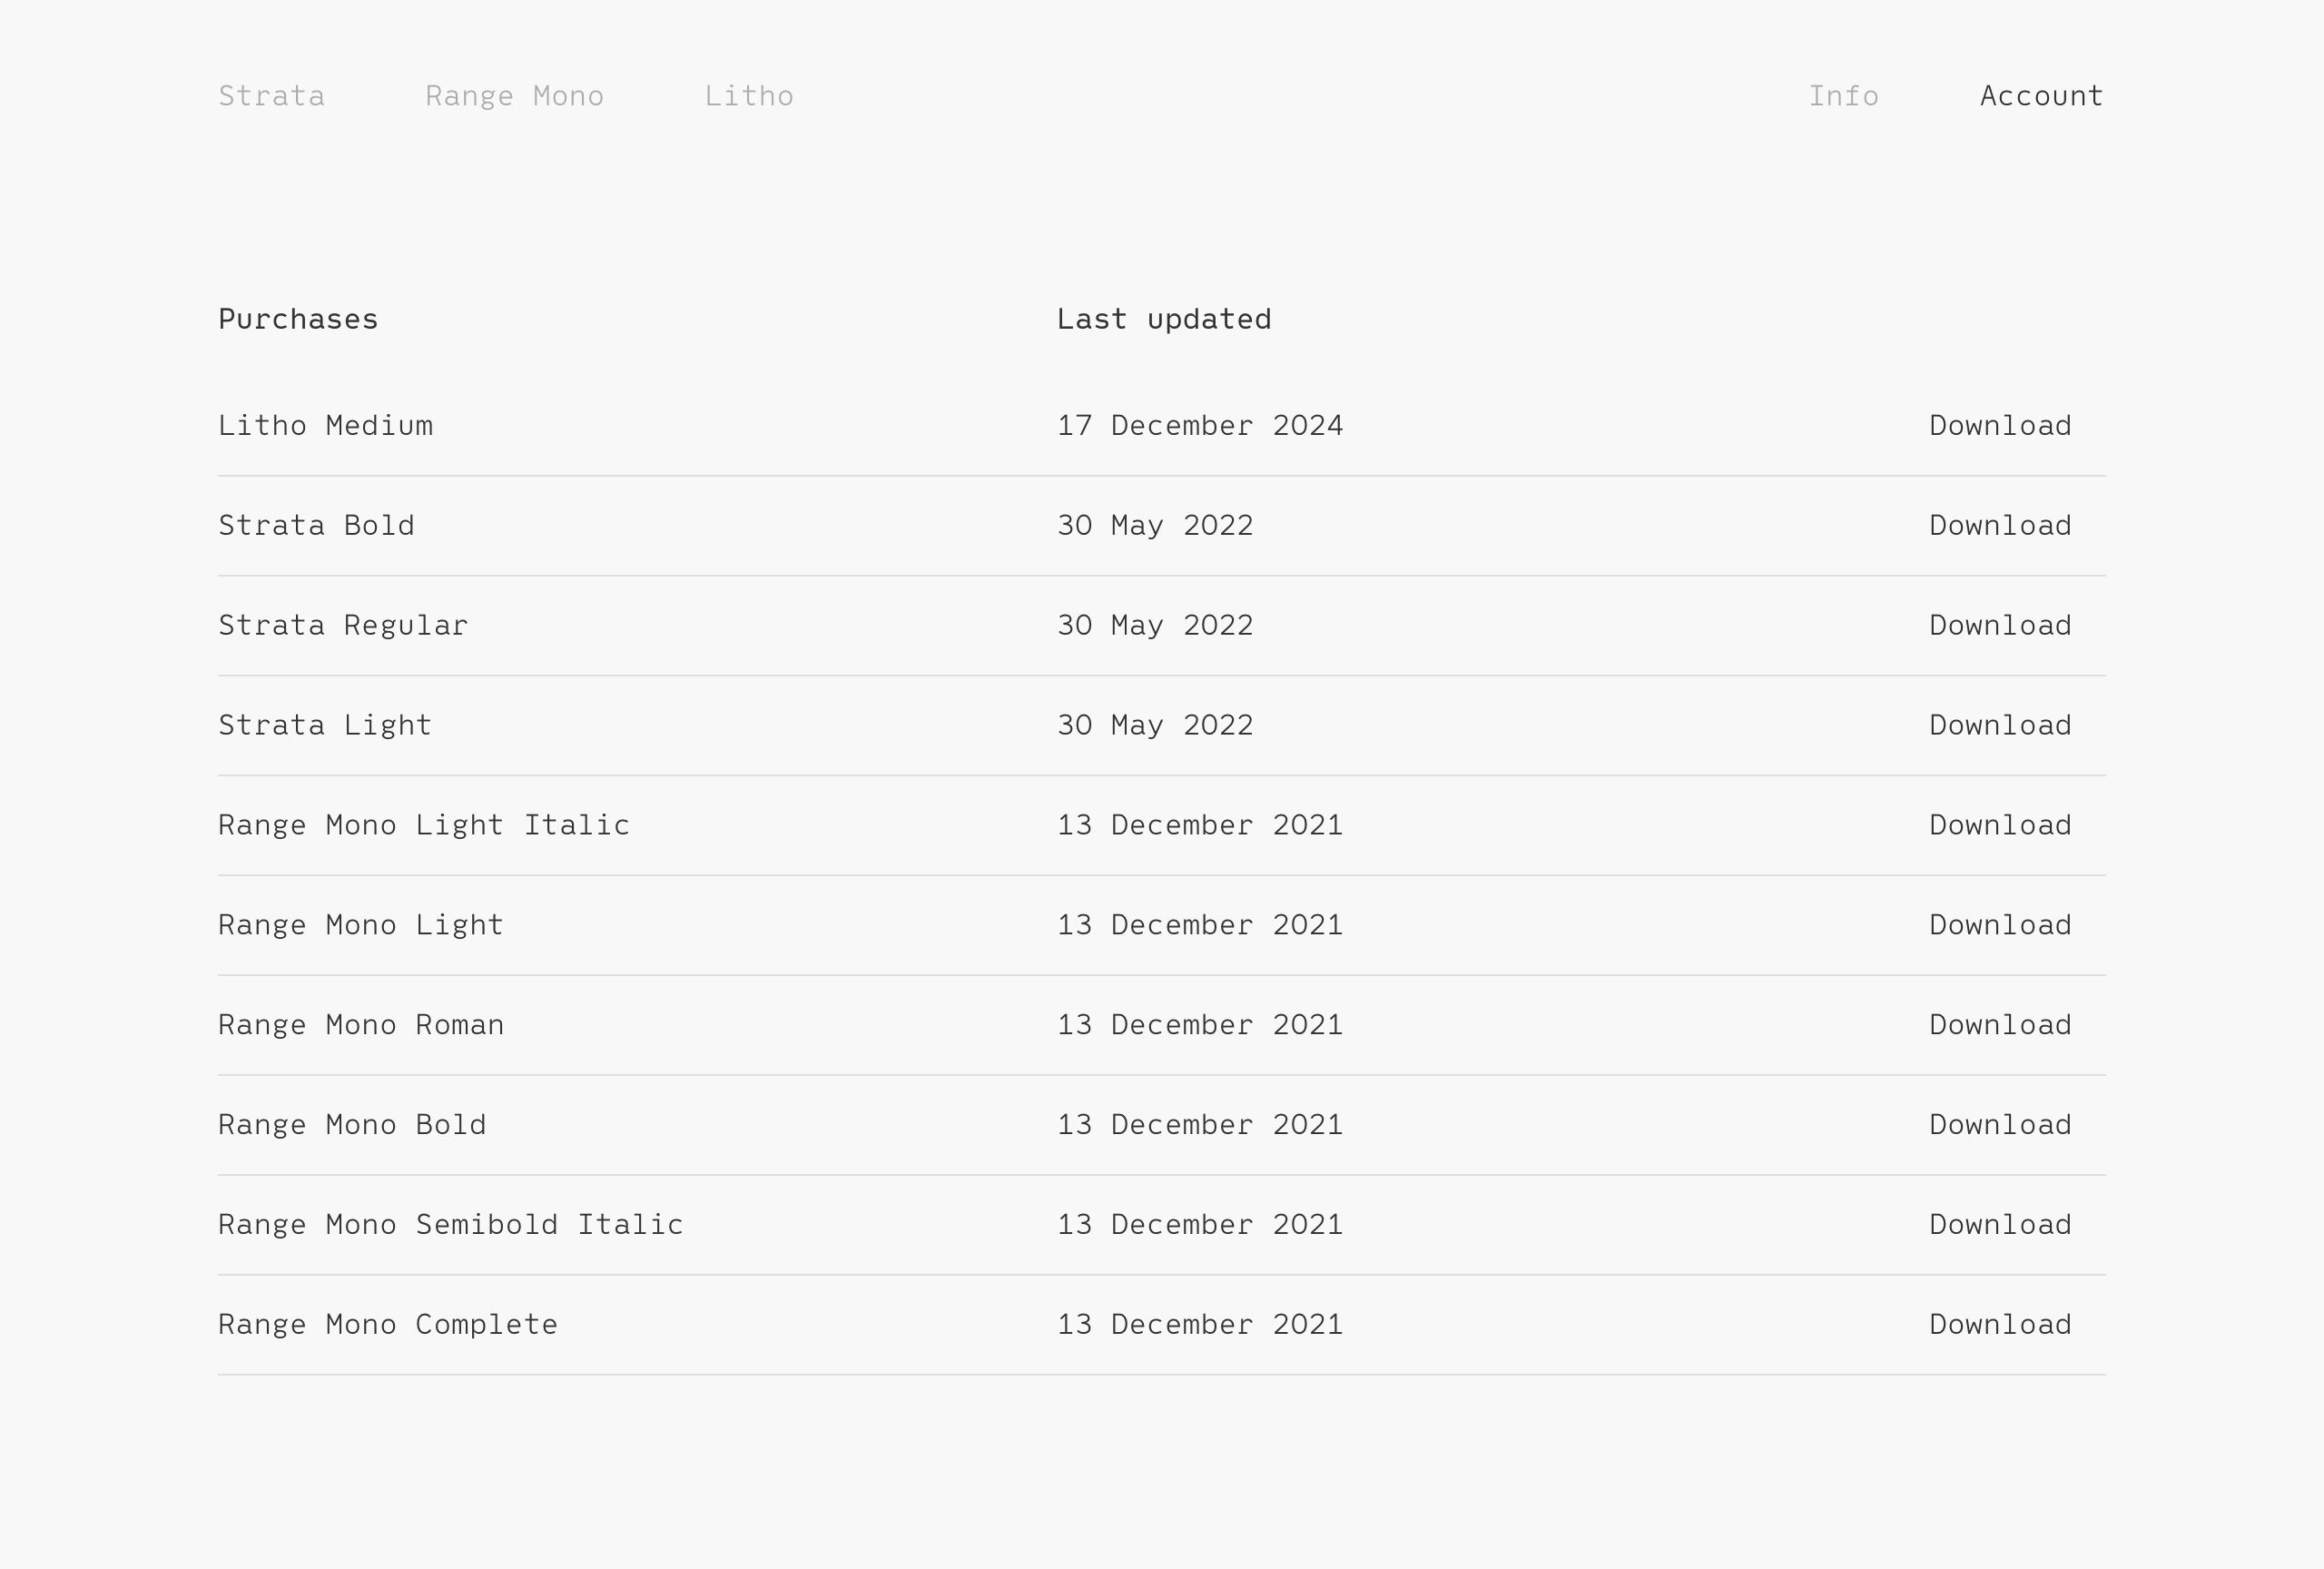 Strata Range Mono Litho Info Account
Purchases Last updated
Litho Medium 17 December 2024 Download
Strata Bold 30 May 2022 Download
Strata Regular 30 May 2022 Download
Strata Light 30 May 2022 Download
Range Mono Light Italic 13 December 2021 Download
Range Mono Light 13 December 2021 Download
Range Mono Roman 13 December 2021 Download
Range Mono Bold 13 December 2021 Download
Range Mono Semibold Italic 13 December 2021 Download
Range Mono Complete 13 December 2021 Download